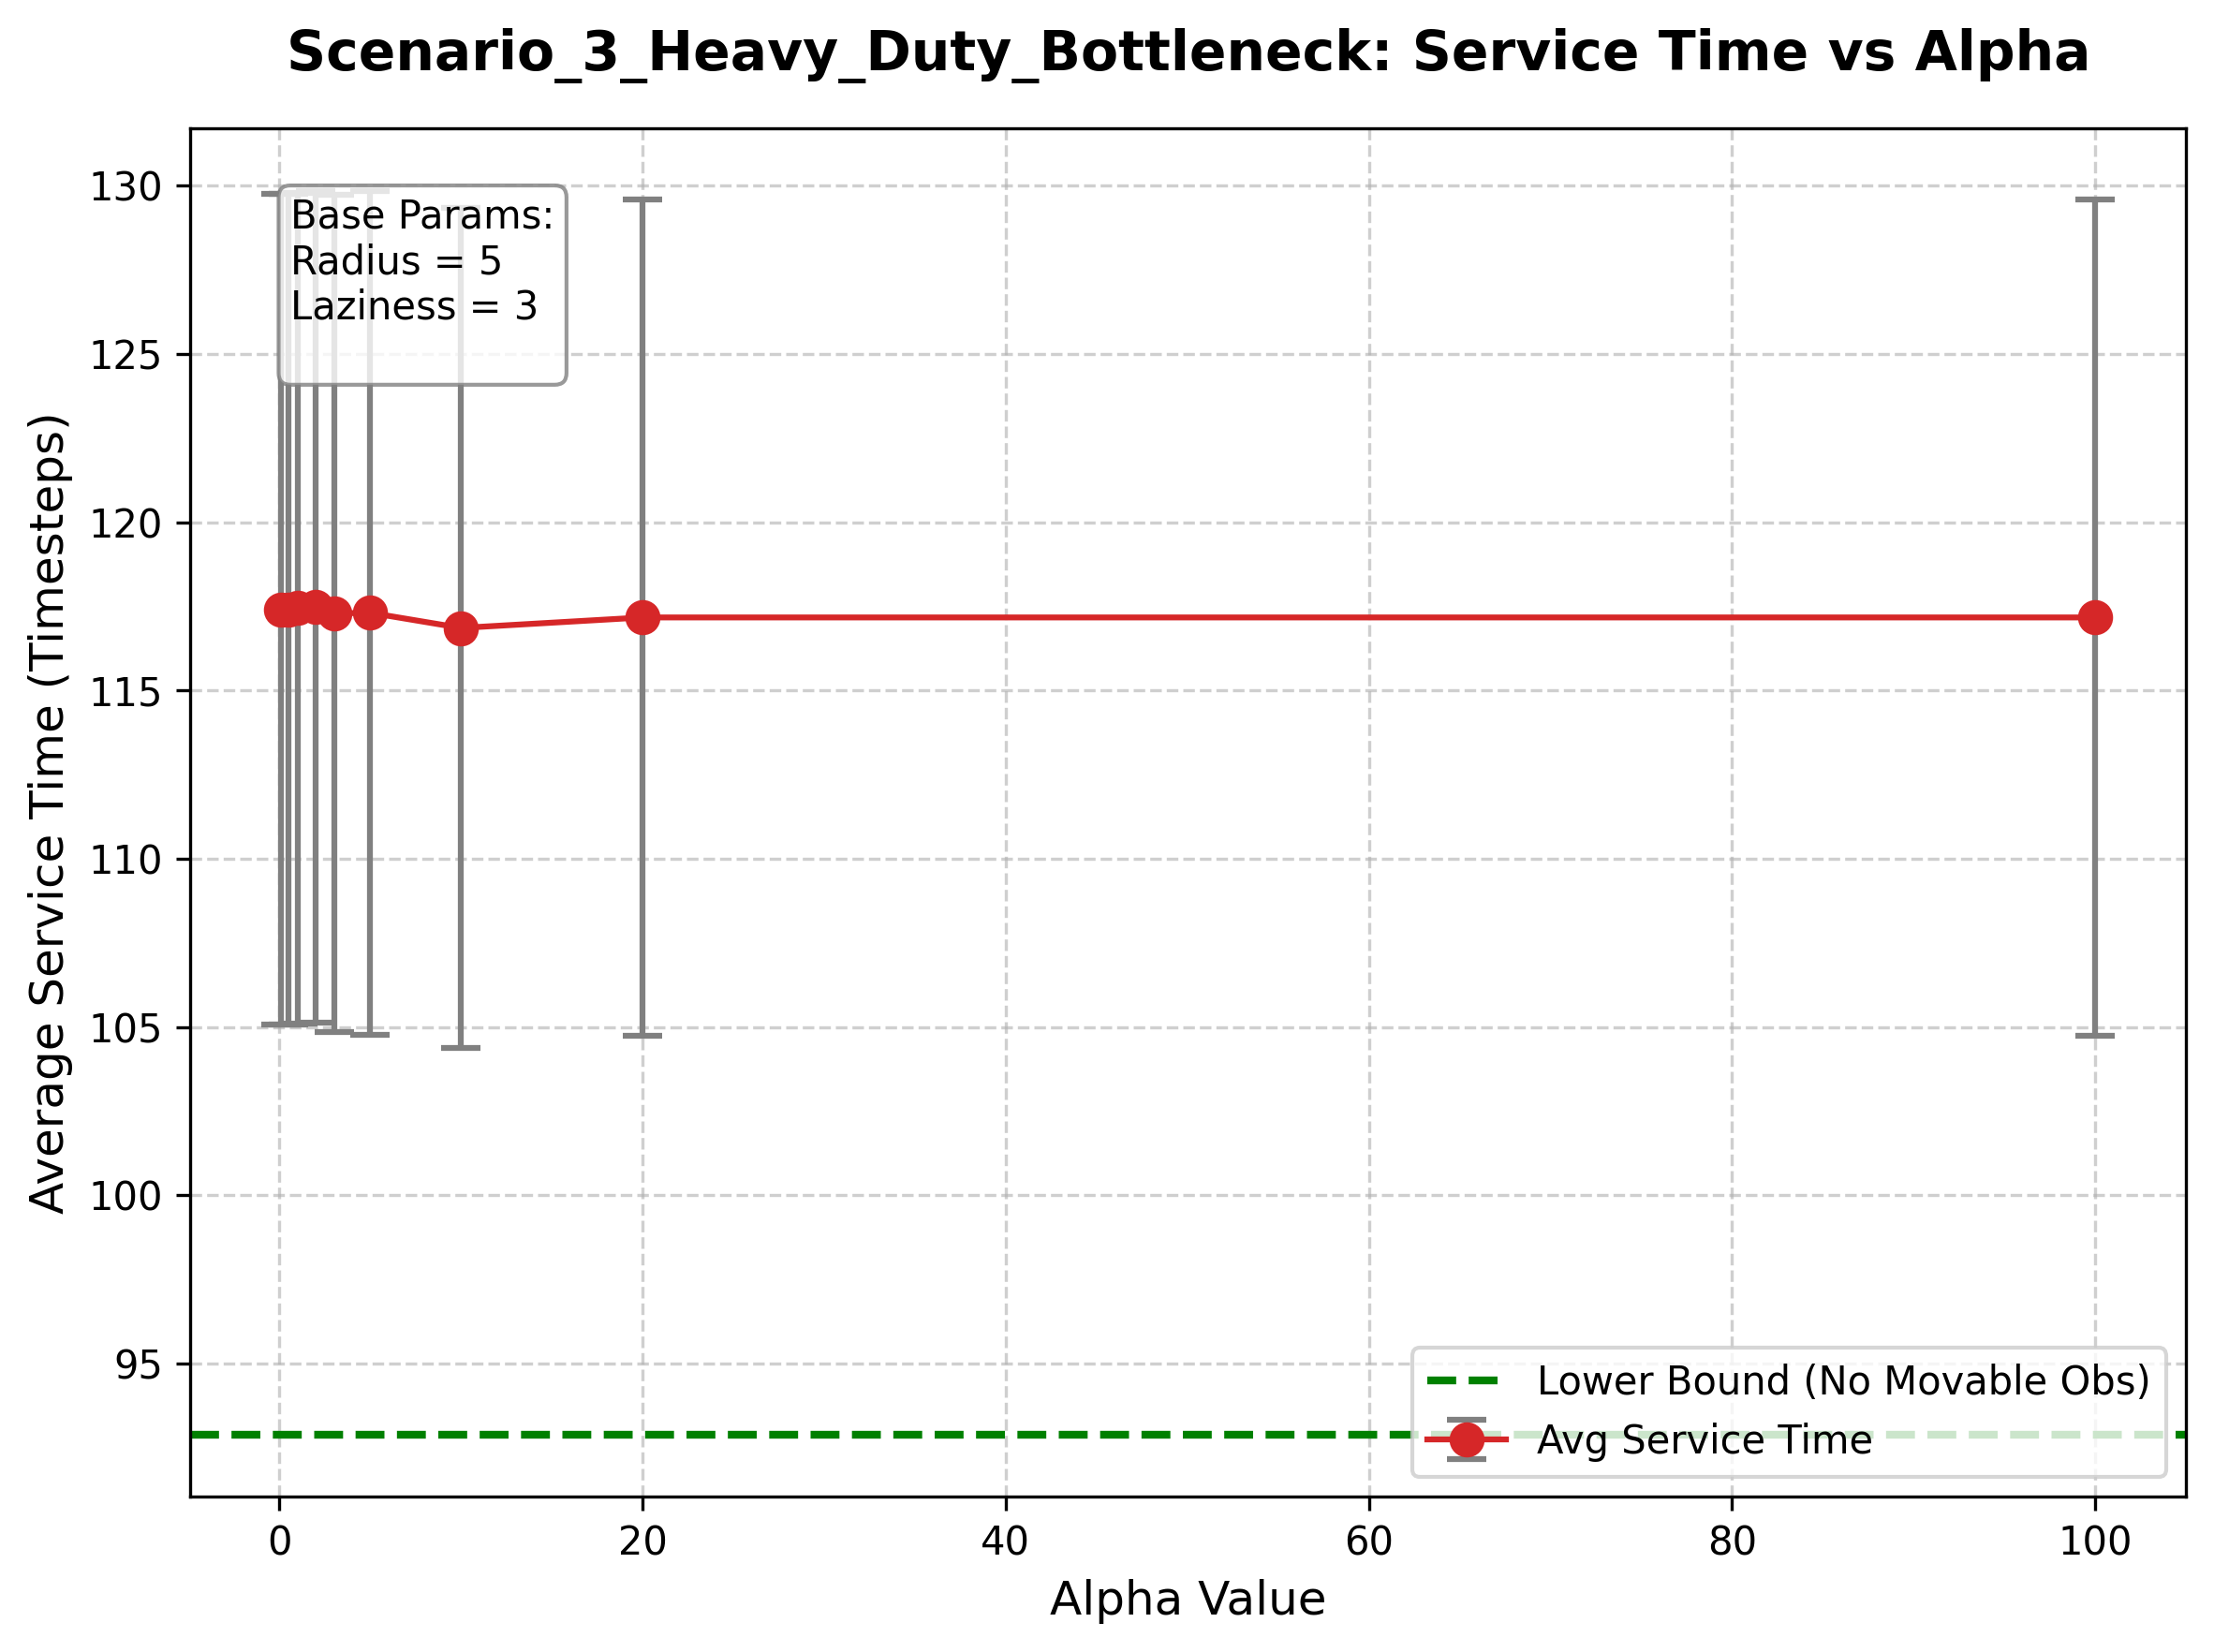 Scenario_3_Heavy_Duty_Bottleneck: Service Time vs Alpha
Average Service Time (Timesteps)
130
125
120
115
110
105
100
95
Base Params:
Radius = 5
Laziness = 3
Lower Bound (No Movable Obs)
Avg Service Time
0 20 40 60 80 100
Alpha Value